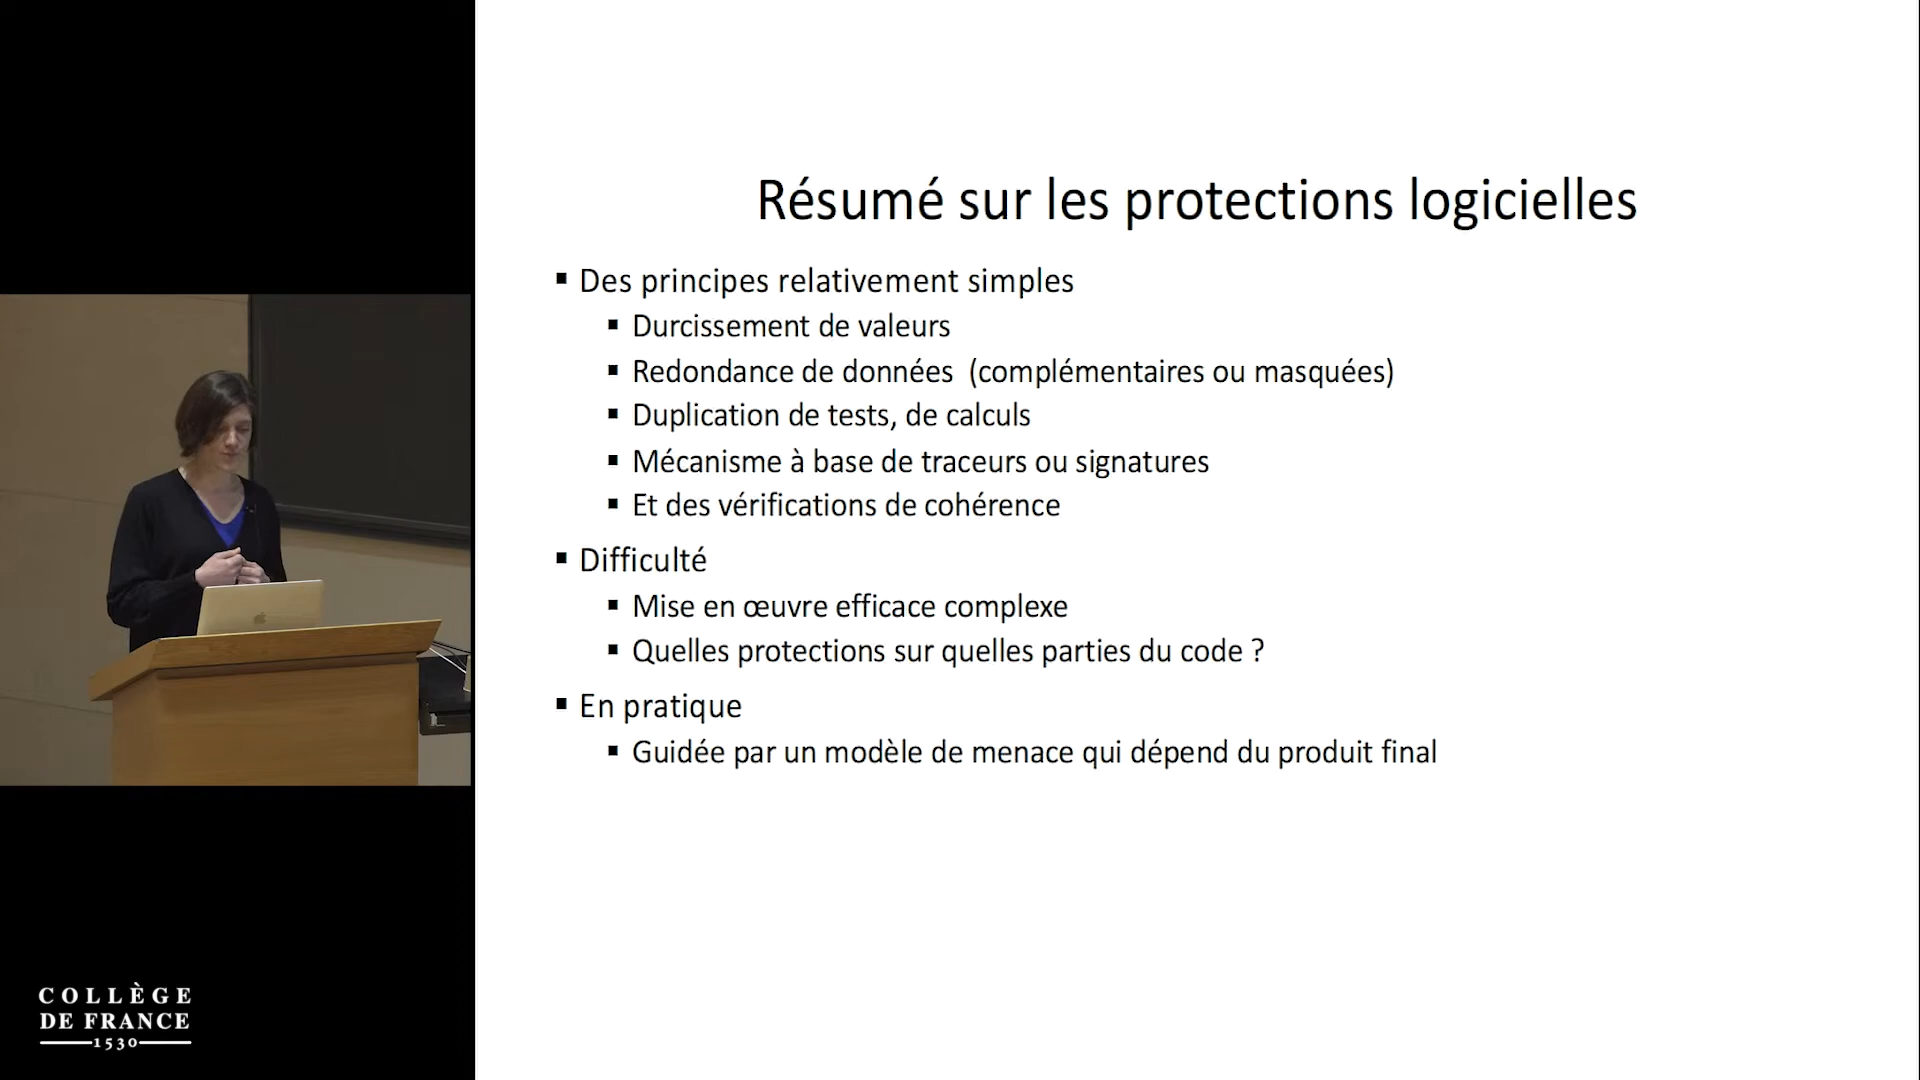 Résumé sur les protections logicielles
▪ Des principes relativement simples
▪ Durcissement de valeurs
▪ Redondance de données (complémentaires ou masquées)
▪ Duplication de tests, de calculs
▪ Mécanisme à base de traceurs ou signatures
▪ Et des vérifications de cohérence
▪ Difficulté
▪ Mise en œuvre efficace complexe
▪ Quelles protections sur quelles parties du code ?
▪ En pratique
▪ Guidée par un modèle de menace qui dépend du produit final
COLLÈGE
DE FRANCE
1530